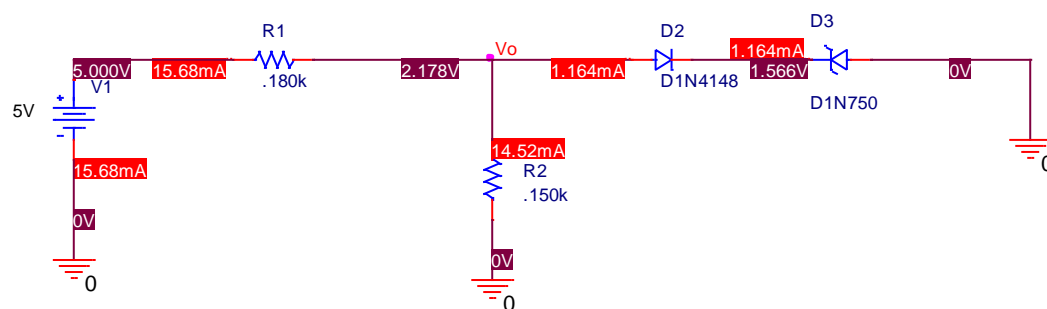 R1
Vo
D2
D3
5.000V
15.68mA
2.178V
1.164mA
1.164mA
1.566V
0V
V1
.180k
D1N4148
D1N750
5V
+
-
14.52mA
R2
.150k
15.68mA
0V
0V
0
0
0